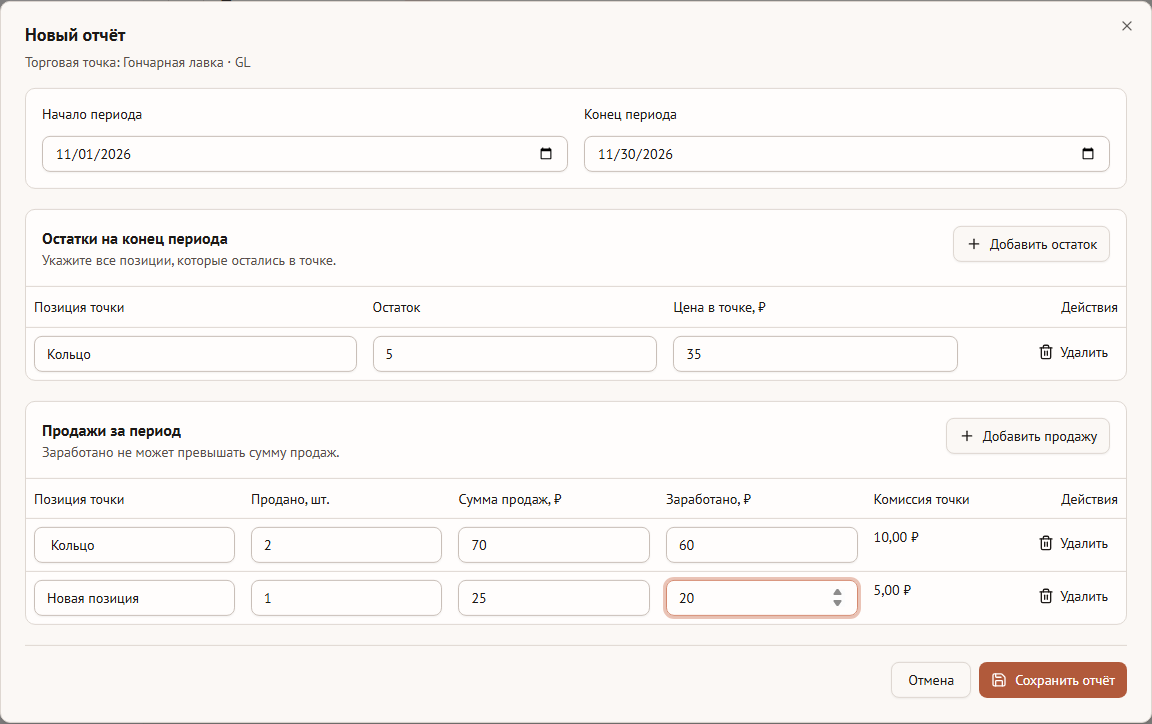 Новый отчёт
Торговая точка: Гончарная лавка · GL
Начало периода Конец периода
11/01/2026 11/30/2026
Остатки на конец периода
Укажите все позиции, которые остались в точке.
+ Добавить остаток
Позиция точки Остаток Цена в точке, ₽ Действия
Кольцо 5 35 Удалить
Продажи за период
Заработано не может превышать сумму продаж.
+ Добавить продажу
Позиция точки Продано, шт. Сумма продаж, ₽ Заработано, ₽ Комиссия точки Действия
Кольцо 2 70 60 10,00 ₽ Удалить
Новая позиция 1 25 20 5,00 ₽ Удалить
Отмена Сохранить отчёт